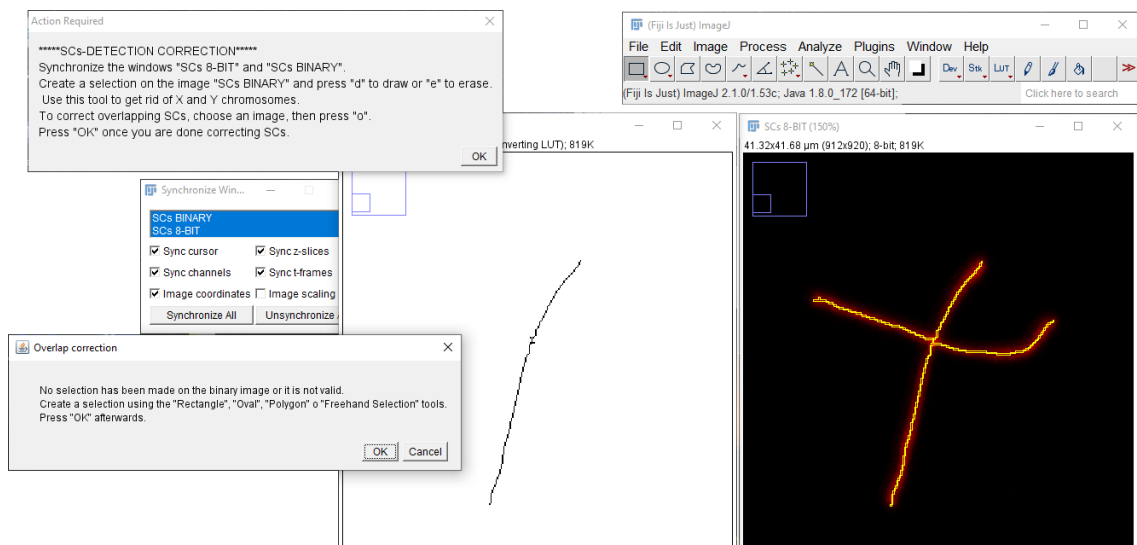 Action Required
*****SCs-DETECTION CORRECTION*****
Synchronize the windows "SCs 8-BIT" and "SCs BINARY".
Create a selection on the image "SCs BINARY" and press "d" to draw or "e" to erase.
Use this tool to get rid of X and Y chromosomes.
To correct overlapping SCs, choose an image, then press "o".
Press "OK" once you are done correcting SCs.
OK
(Fiji Is Just) ImageJ
File Edit Image Process Analyze Plugins Window Help
Dev Stk LUT
(Fiji Is Just) ImageJ 2.1.0/1.53c; Java 1.8.0_172 [64-bit];
Click here to search
nverting LUT); 819K
SCs 8-BIT (150%)
41.32x41.68 µm (912x920); 8-bit; 819K
Synchronize Win...
SCs BINARY
SCs 8-BIT
Sync cursor Sync z-slices
Sync channels Sync t-frames
Image coordinates Image scaling
Synchronize All Unsynchronize
Overlap correction
No selection has been made on the binary image or it is not valid.
Create a selection using the "Rectangle", "Oval", "Polygon" o "Freehand Selection" tools.
Press "OK" afterwards.
OK Cancel